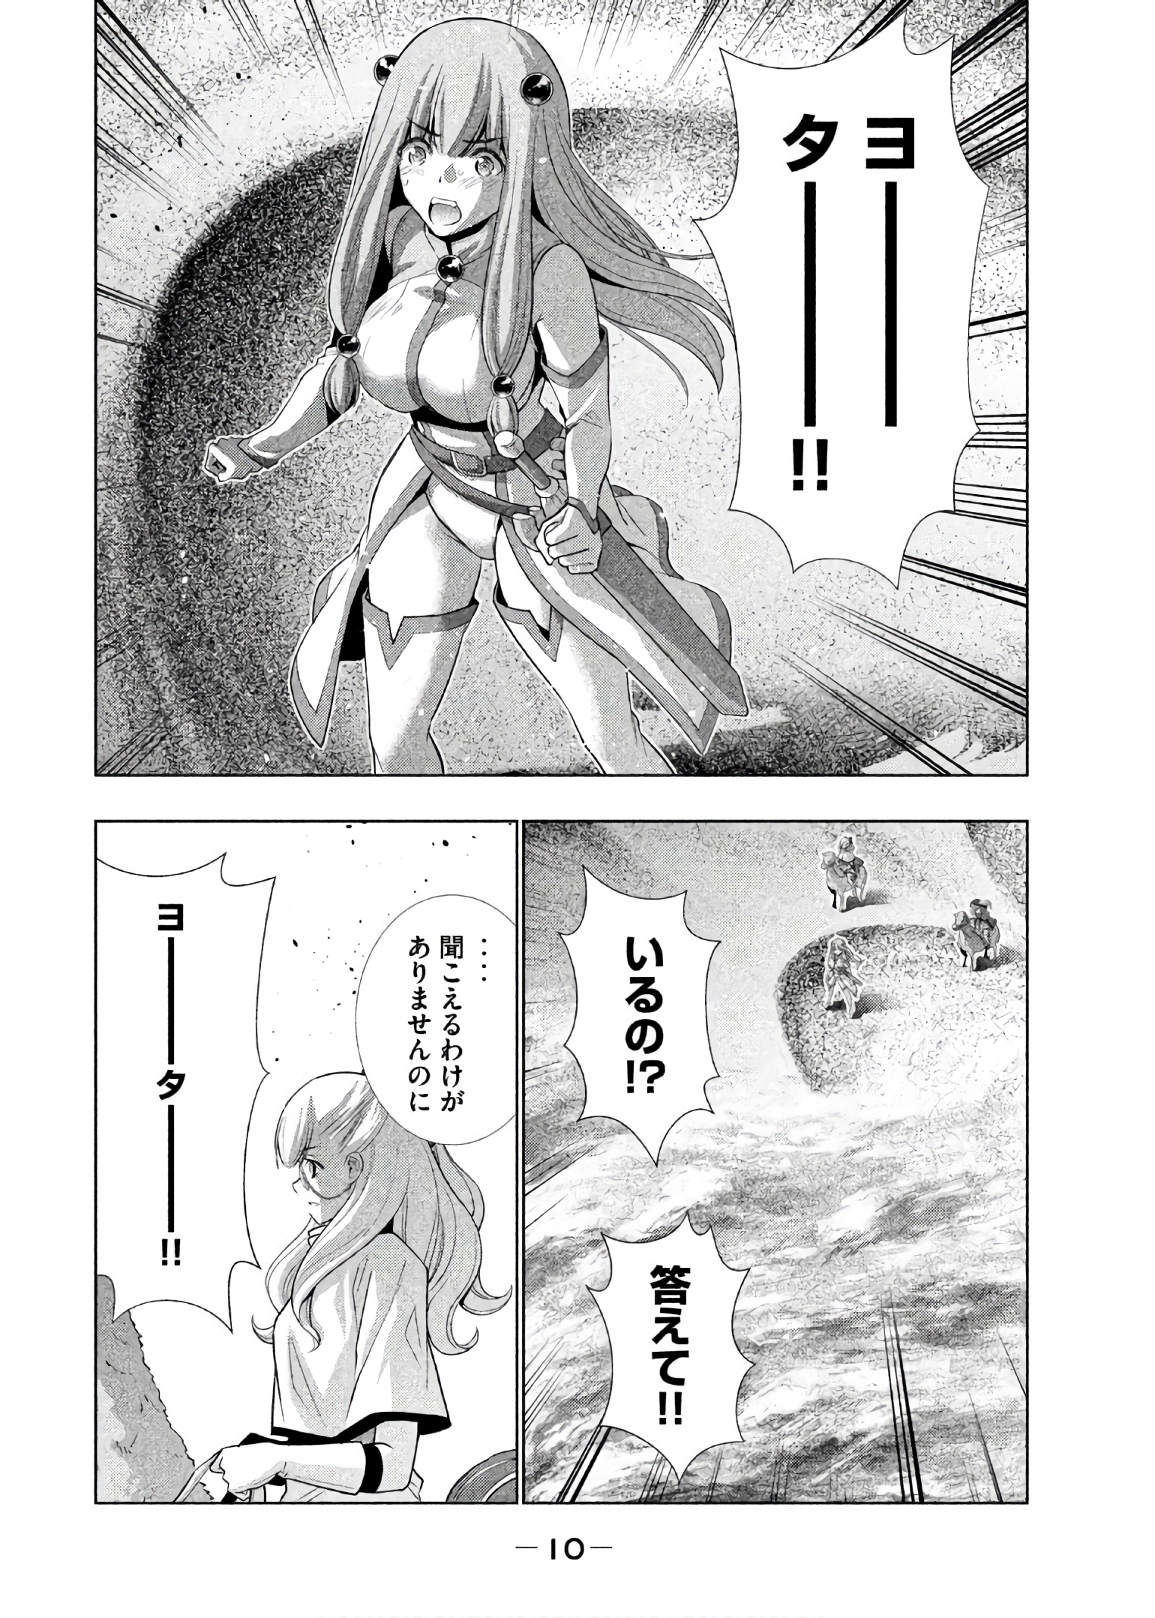 ヨー
ター!!
いるの!?
答えて!!
‥‥
聞こえるわけが
ありませんのに
ヨーター!!
—10—